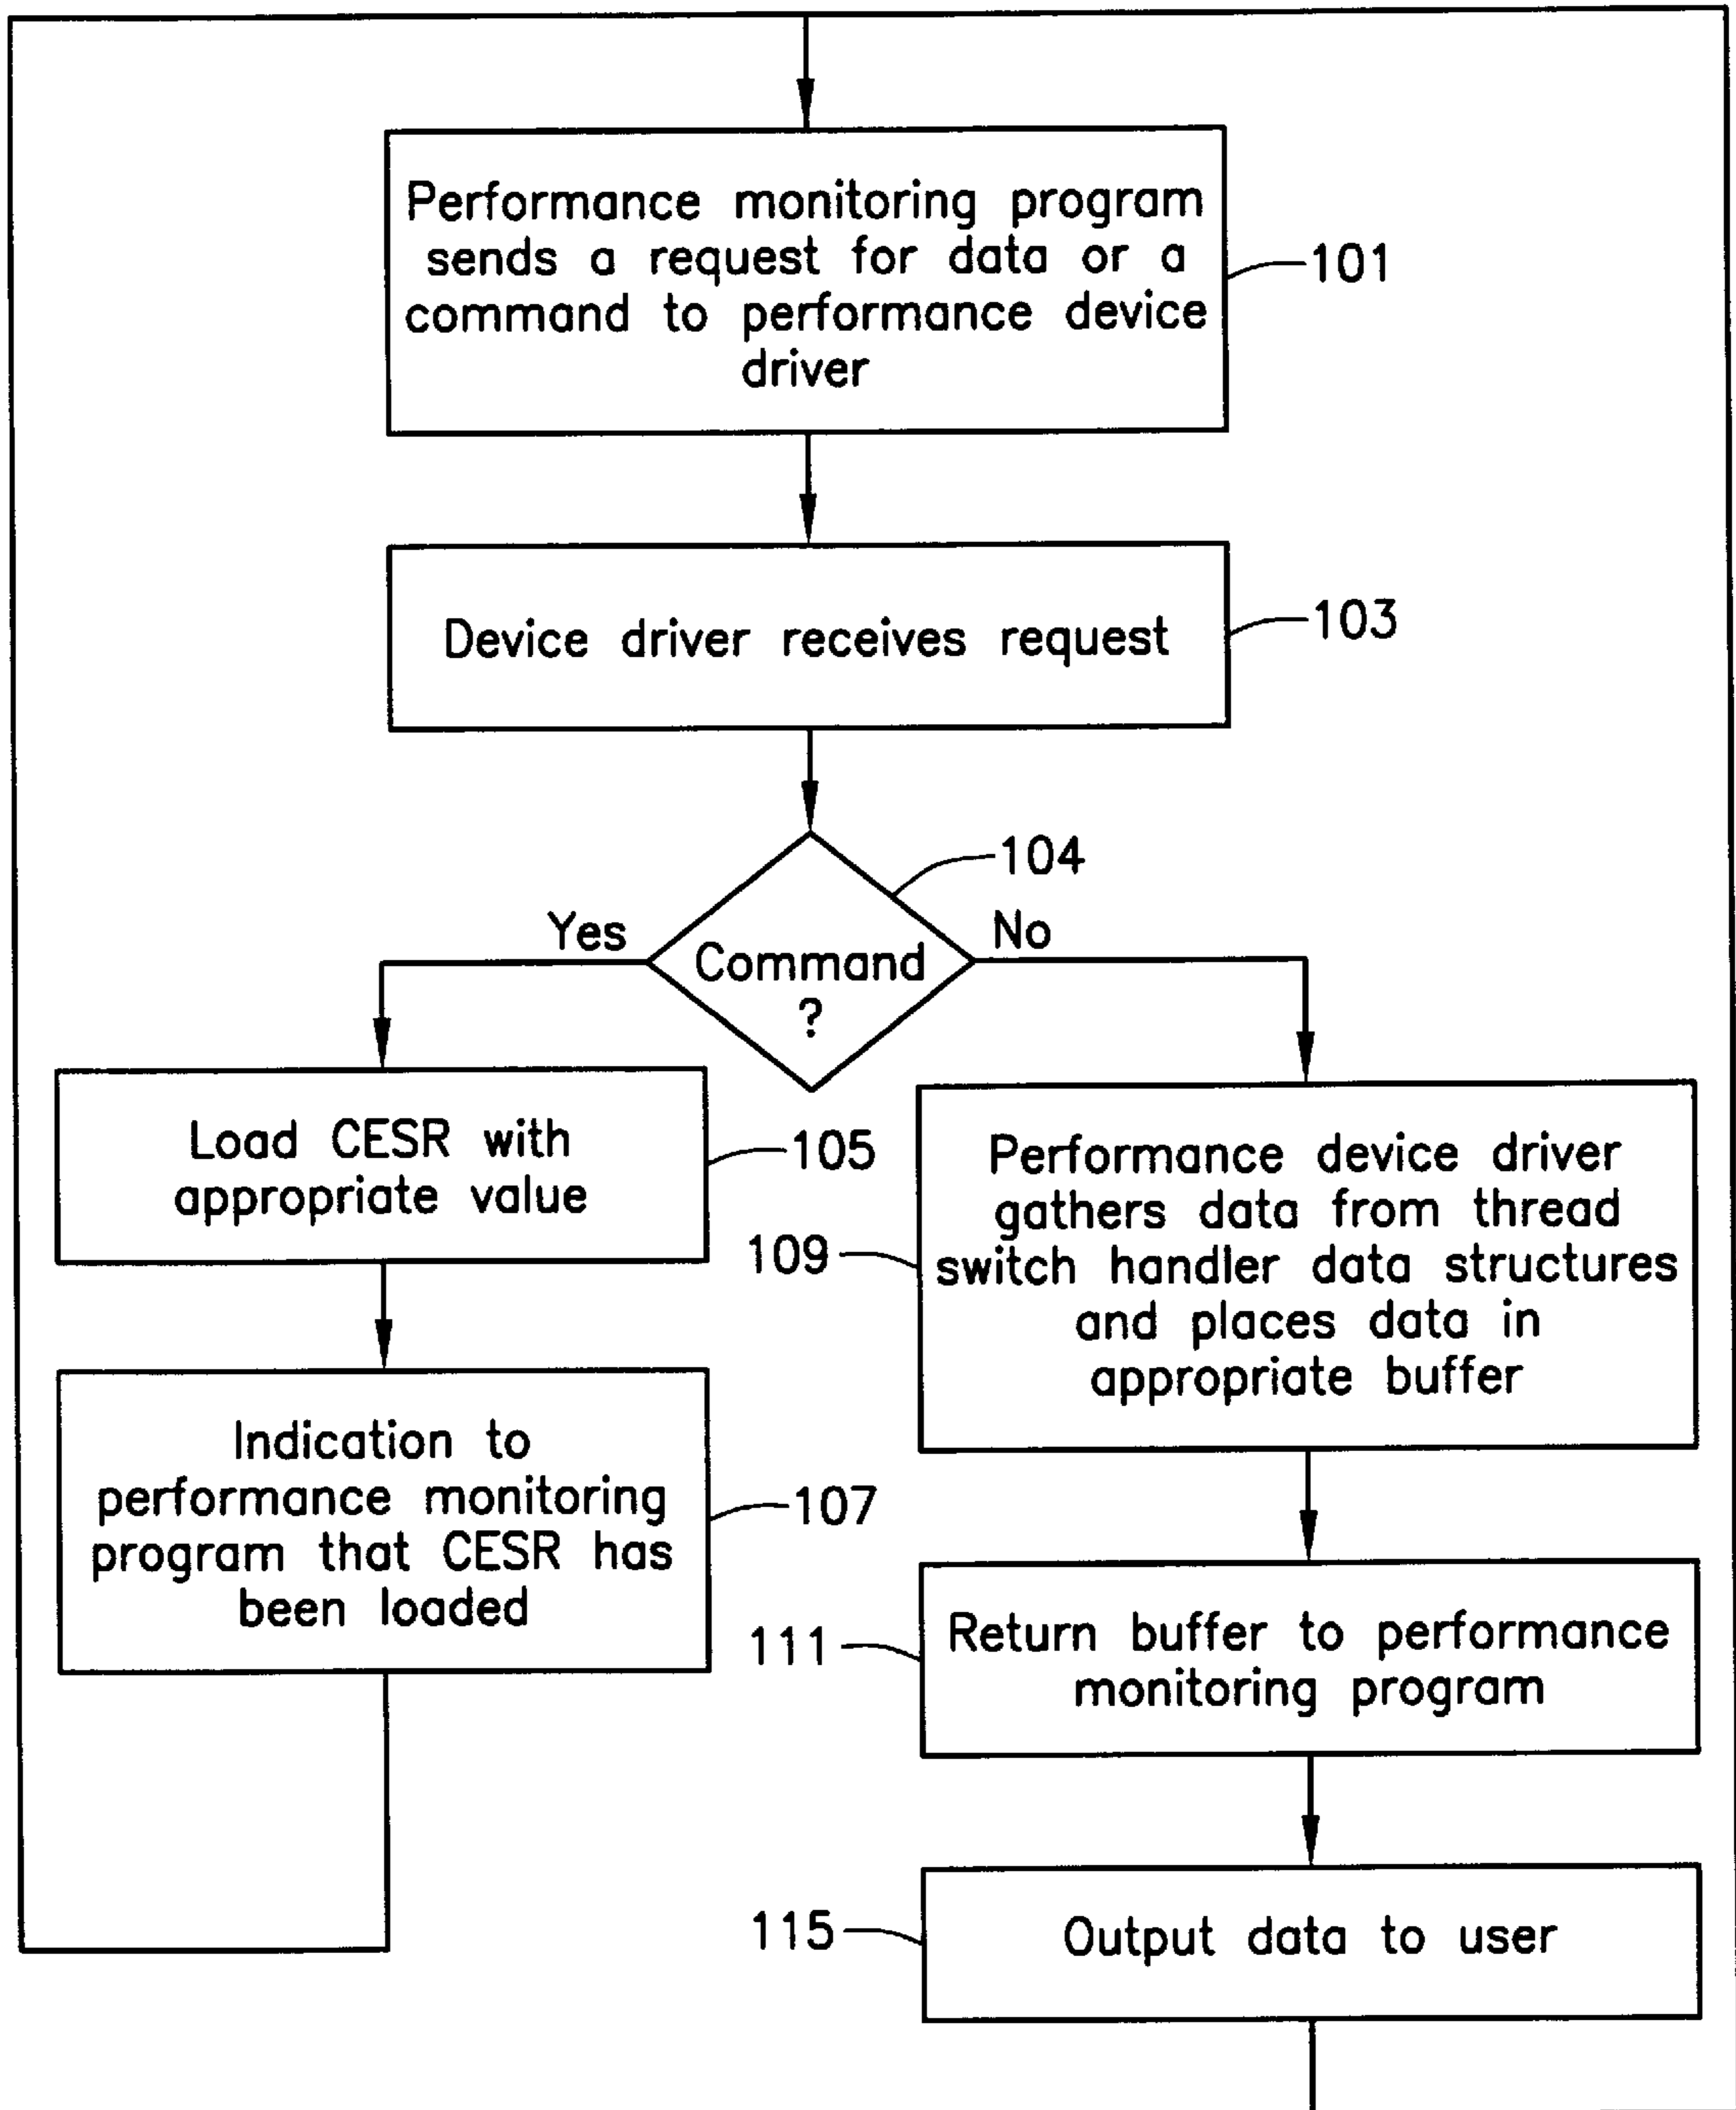 Performance monitoring program
sends a request for data or a
command to performance device
driver
101
Device driver receives request
103
104
Yes
No
Command
?
Load CESR with
appropriate value
105
Performance device driver
gathers data from thread
switch handler data structures
and places data in
appropriate buffer
109
Indication to
performance monitoring
program that CESR has
been loaded
107
Return buffer to performance
monitoring program
111
Output data to user
115